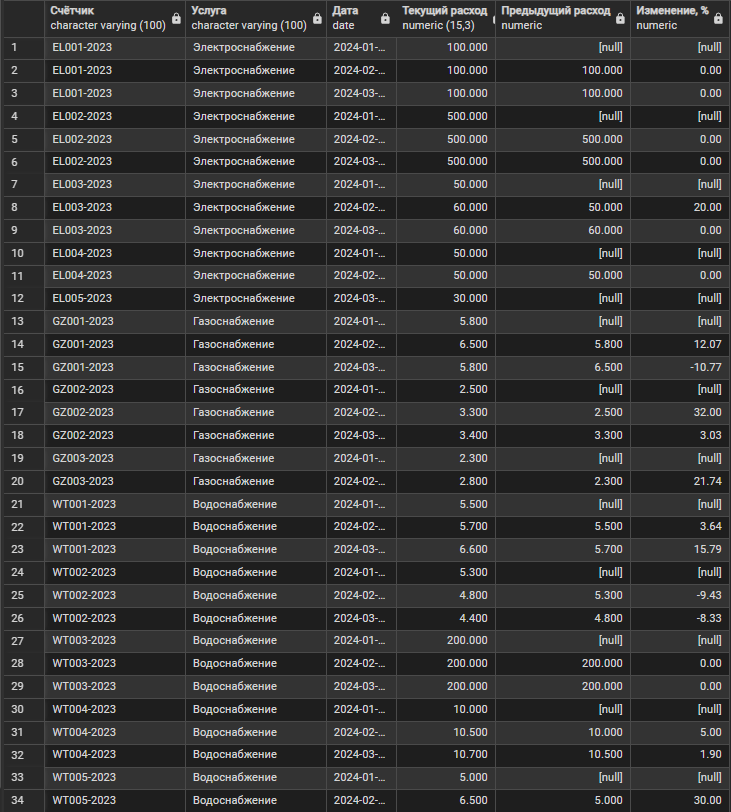 Счётчик Услуга Дата Текущий расход Предыдущий расход Изменение, %
character varying (100) character varying (100) date numeric (15,3) numeric numeric
1 EL001-2023 Электроснабжение 2024-01-... 100.000 [null] [null]
2 EL001-2023 Электроснабжение 2024-02-... 100.000 100.000 0.00
3 EL001-2023 Электроснабжение 2024-03-... 100.000 100.000 0.00
4 EL002-2023 Электроснабжение 2024-01-... 500.000 [null] [null]
5 EL002-2023 Электроснабжение 2024-02-... 500.000 500.000 0.00
6 EL002-2023 Электроснабжение 2024-03-... 500.000 500.000 0.00
7 EL003-2023 Электроснабжение 2024-01-... 50.000 [null] [null]
8 EL003-2023 Электроснабжение 2024-02-... 60.000 50.000 20.00
9 EL003-2023 Электроснабжение 2024-03-... 60.000 60.000 0.00
10 EL004-2023 Электроснабжение 2024-01-... 50.000 [null] [null]
11 EL004-2023 Электроснабжение 2024-02-... 50.000 50.000 0.00
12 EL005-2023 Электроснабжение 2024-03-... 30.000 [null] [null]
13 GZ001-2023 Газоснабжение 2024-01-... 5.800 [null] [null]
14 GZ001-2023 Газоснабжение 2024-02-... 6.500 5.800 12.07
15 GZ001-2023 Газоснабжение 2024-03-... 5.800 6.500 -10.77
16 GZ002-2023 Газоснабжение 2024-01-... 2.500 [null] [null]
17 GZ002-2023 Газоснабжение 2024-02-... 3.300 2.500 32.00
18 GZ002-2023 Газоснабжение 2024-03-... 3.400 3.300 3.03
19 GZ003-2023 Газоснабжение 2024-01-... 2.300 [null] [null]
20 GZ003-2023 Газоснабжение 2024-02-... 2.800 2.300 21.74
21 WT001-2023 Водоснабжение 2024-01-... 5.500 [null] [null]
22 WT001-2023 Водоснабжение 2024-02-... 5.700 5.500 3.64
23 WT001-2023 Водоснабжение 2024-03-... 6.600 5.700 15.79
24 WT002-2023 Водоснабжение 2024-01-... 5.300 [null] [null]
25 WT002-2023 Водоснабжение 2024-02-... 4.800 5.300 -9.43
26 WT002-2023 Водоснабжение 2024-03-... 4.400 4.800 -8.33
27 WT003-2023 Водоснабжение 2024-01-... 200.000 [null] [null]
28 WT003-2023 Водоснабжение 2024-02-... 200.000 200.000 0.00
29 WT003-2023 Водоснабжение 2024-03-... 200.000 200.000 0.00
30 WT004-2023 Водоснабжение 2024-01-... 10.000 [null] [null]
31 WT004-2023 Водоснабжение 2024-02-... 10.500 10.000 5.00
32 WT004-2023 Водоснабжение 2024-03-... 10.700 10.500 1.90
33 WT005-2023 Водоснабжение 2024-01-... 5.000 [null] [null]
34 WT005-2023 Водоснабжение 2024-02-... 6.500 5.000 30.00